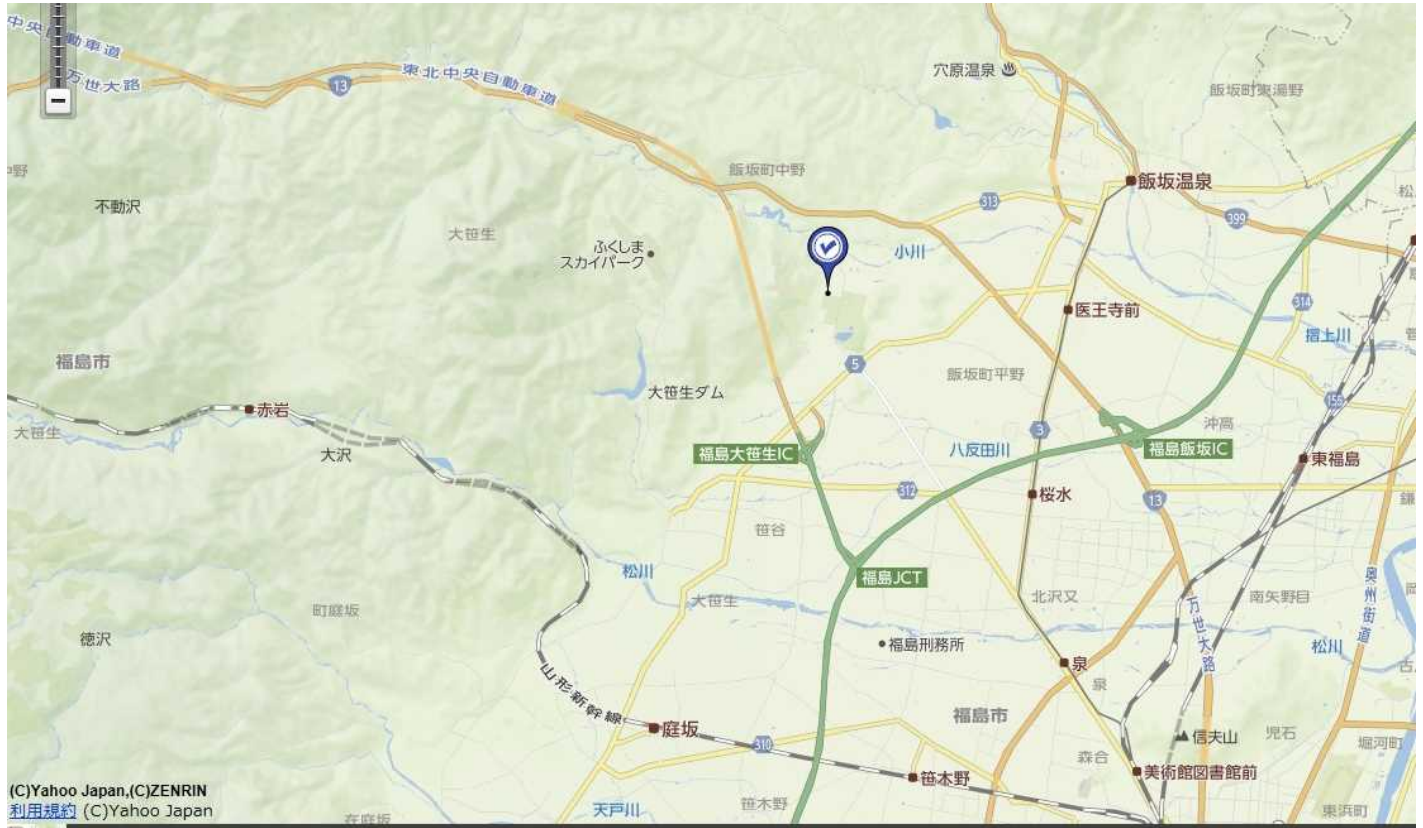 中央自動車道
万世大路
13
東北中央自動車道
穴原温泉
飯坂町東湯野
中野
飯坂町中野
飯坂温泉
松
313
399
不動沢
大笹生
ふくしま
スカイパーク
小川
医王寺前
314
摺上川
福島市
5
飯坂町平野
大笹生ダム
156
赤岩
大笹生
大沢
福島大笹生IC
八反田川
3
沖高
福島飯坂IC
東福島
312
桜水
13
鎌
笹谷
松川
福島JCT
大笹生
町庭坂
北沢又
南矢野目
奥州街道
万世大路
徳沢
福島刑務所
松川
泉
泉
山形新幹線
庭坂
福島市
310
信夫山
児石
堀河町
森合
笹木野
美術館図書館前
(C)Yahoo Japan,(C)ZENRIN
利用規約 (C)Yahoo Japan
在庭坂
天戸川
笹木野
東浜町